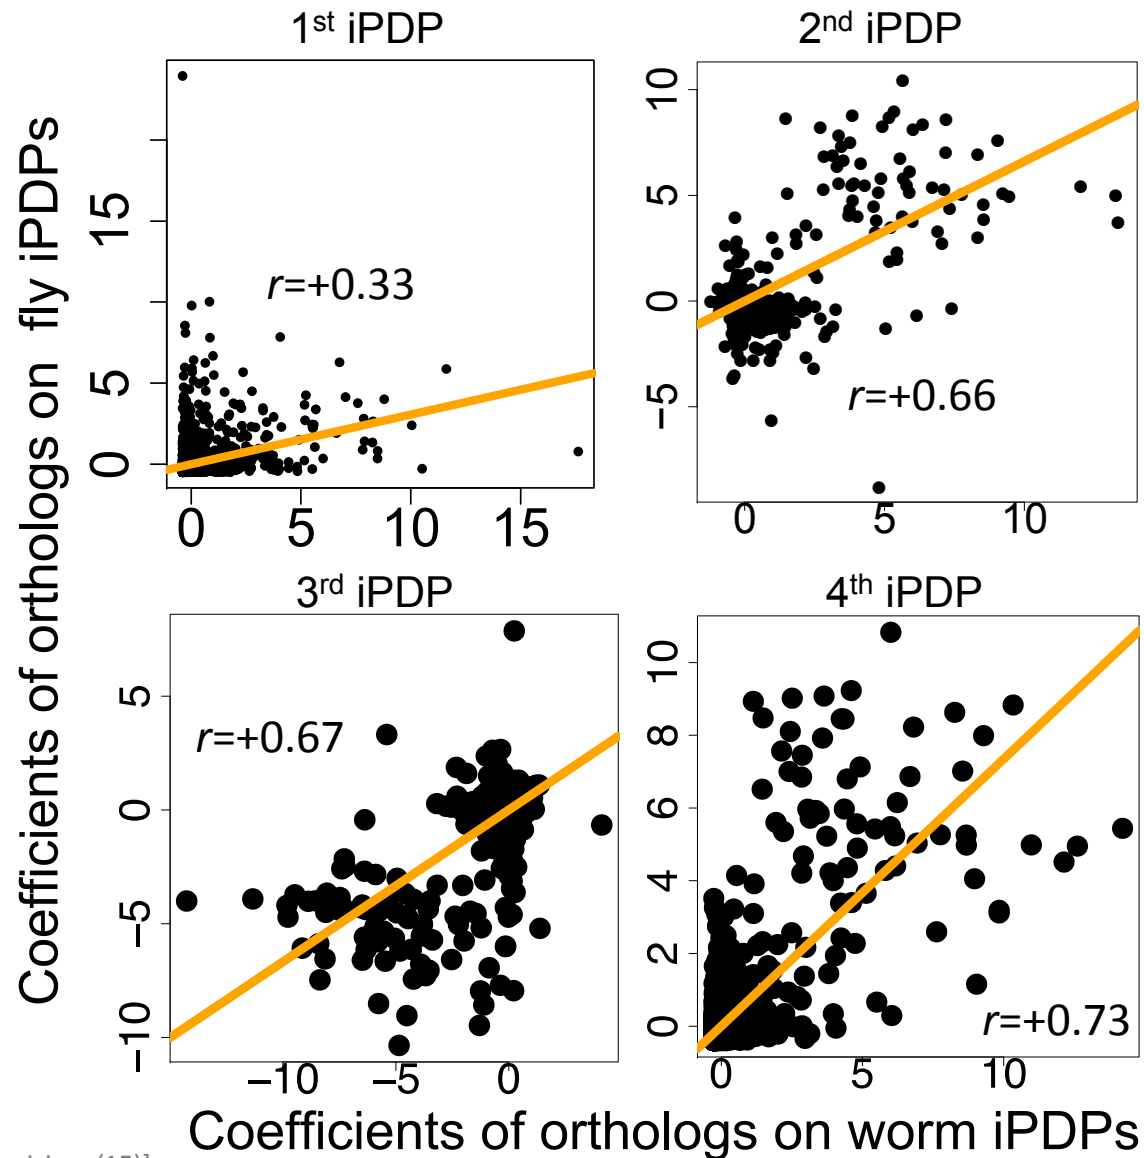 1st iPDP
2nd iPDP
Coefficients of orthologs on fly iPDPs
15
5
0
r=+0.33
0 5 10 15
10
5
0
−5
r=+0.66
0 5 10
3rd iPDP
4th iPDP
5
0
−5
−10
r=+0.67
−10 −5 0
10
8
6
4
2
0
r=+0.73
0 5 10
Coefficients of orthologs on worm iPDPs